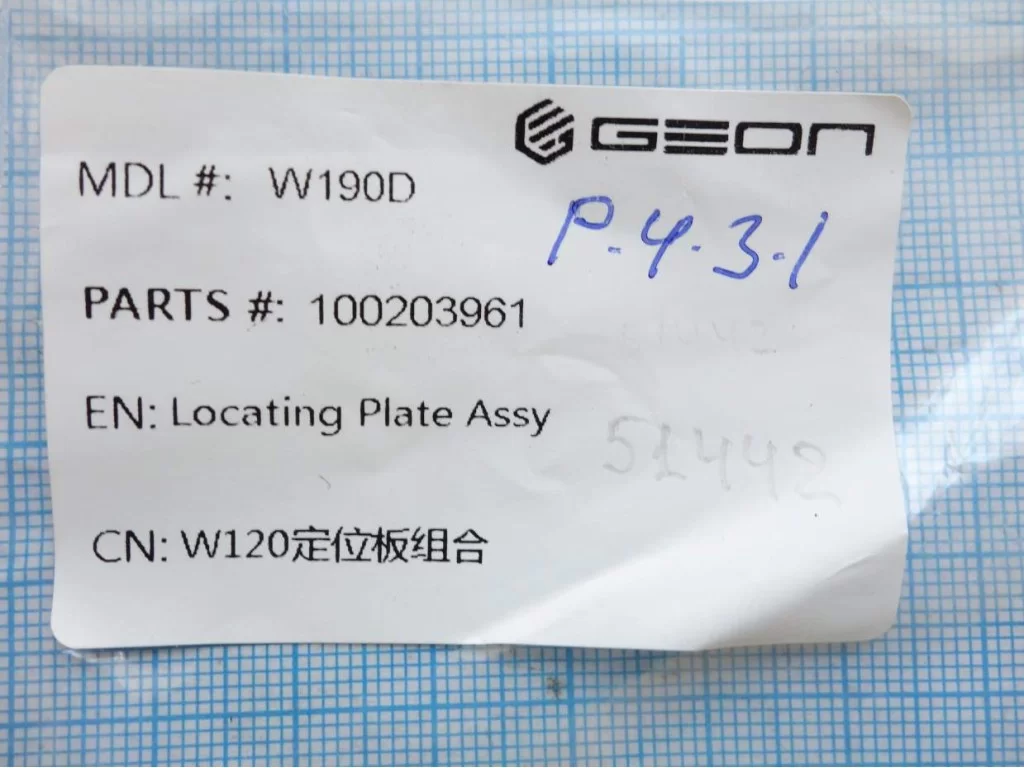 GEON
MDL #: W190D
P-4-3-1
PARTS #: 100203961
EN: Locating Plate Assy
51442
CN: W120定位板组合